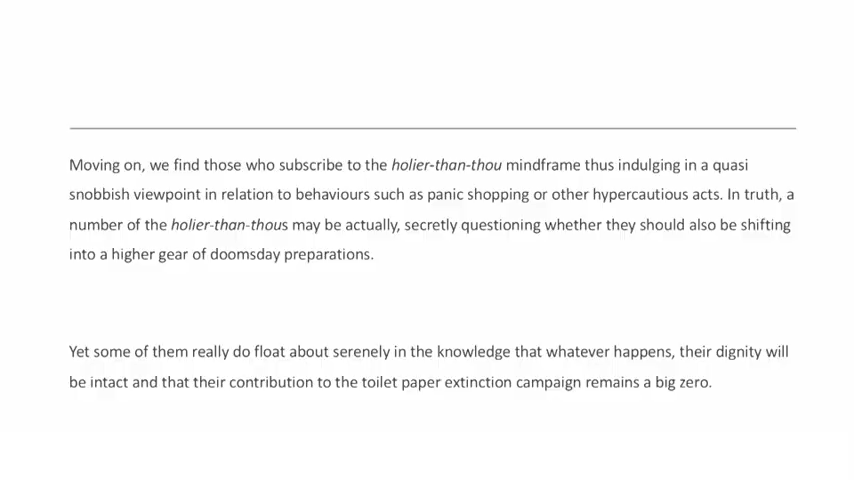 Moving on, we find those who subscribe to the holier-than-thou mindframe thus indulging in a quasi
snobbish viewpoint in relation to behaviours such as panic shopping or other hypercautious acts. In truth, a
number of the holier-than-thous may be actually, secretly questioning whether they should also be shifting
into a higher gear of doomsday preparations.
Yet some of them really do float about serenely in the knowledge that whatever happens, their dignity will
be intact and that their contribution to the toilet paper extinction campaign remains a big zero.